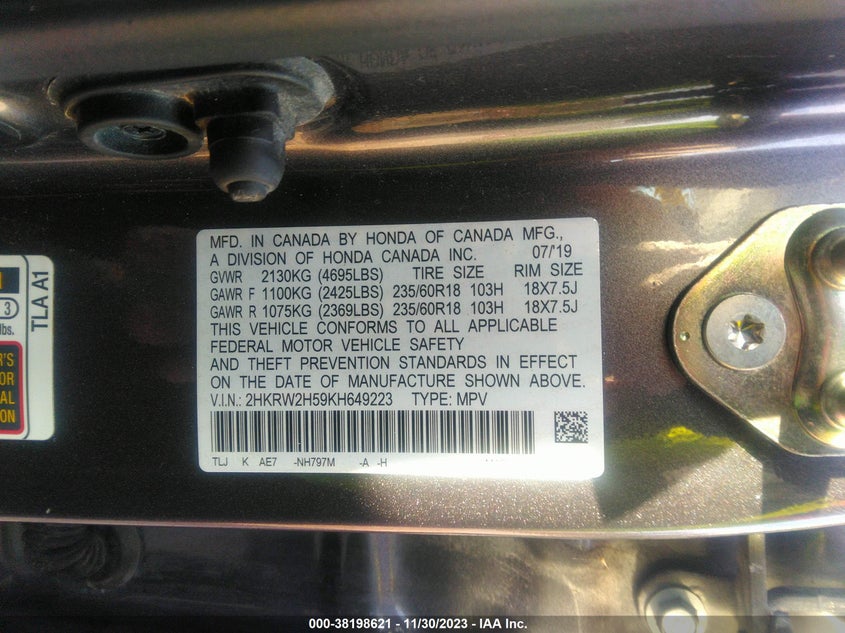 MFD. IN CANADA BY HONDA OF CANADA MFG.,
A DIVISION OF HONDA CANADA INC. 07/19
GVWR 2130KG (4695LBS) TIRE SIZE RIM SIZE
GAWR F 1100KG (2425LBS) 235/60R18 103H 18X7.5J
GAWR R 1075KG (2369LBS) 235/60R18 103H 18X7.5J
THIS VEHICLE CONFORMS TO ALL APPLICABLE
FEDERAL MOTOR VEHICLE SAFETY
AND THEFT PREVENTION STANDARDS IN EFFECT
ON THE DATE OF MANUFACTURE SHOWN ABOVE.
V.I.N.: 2HKRW2H59KH649223 TYPE: MPV
TLJ K AE7 -NH797M -A -H
TLA A1
3
lbs.
000-38198621 - 11/30/2023 - IAA Inc.